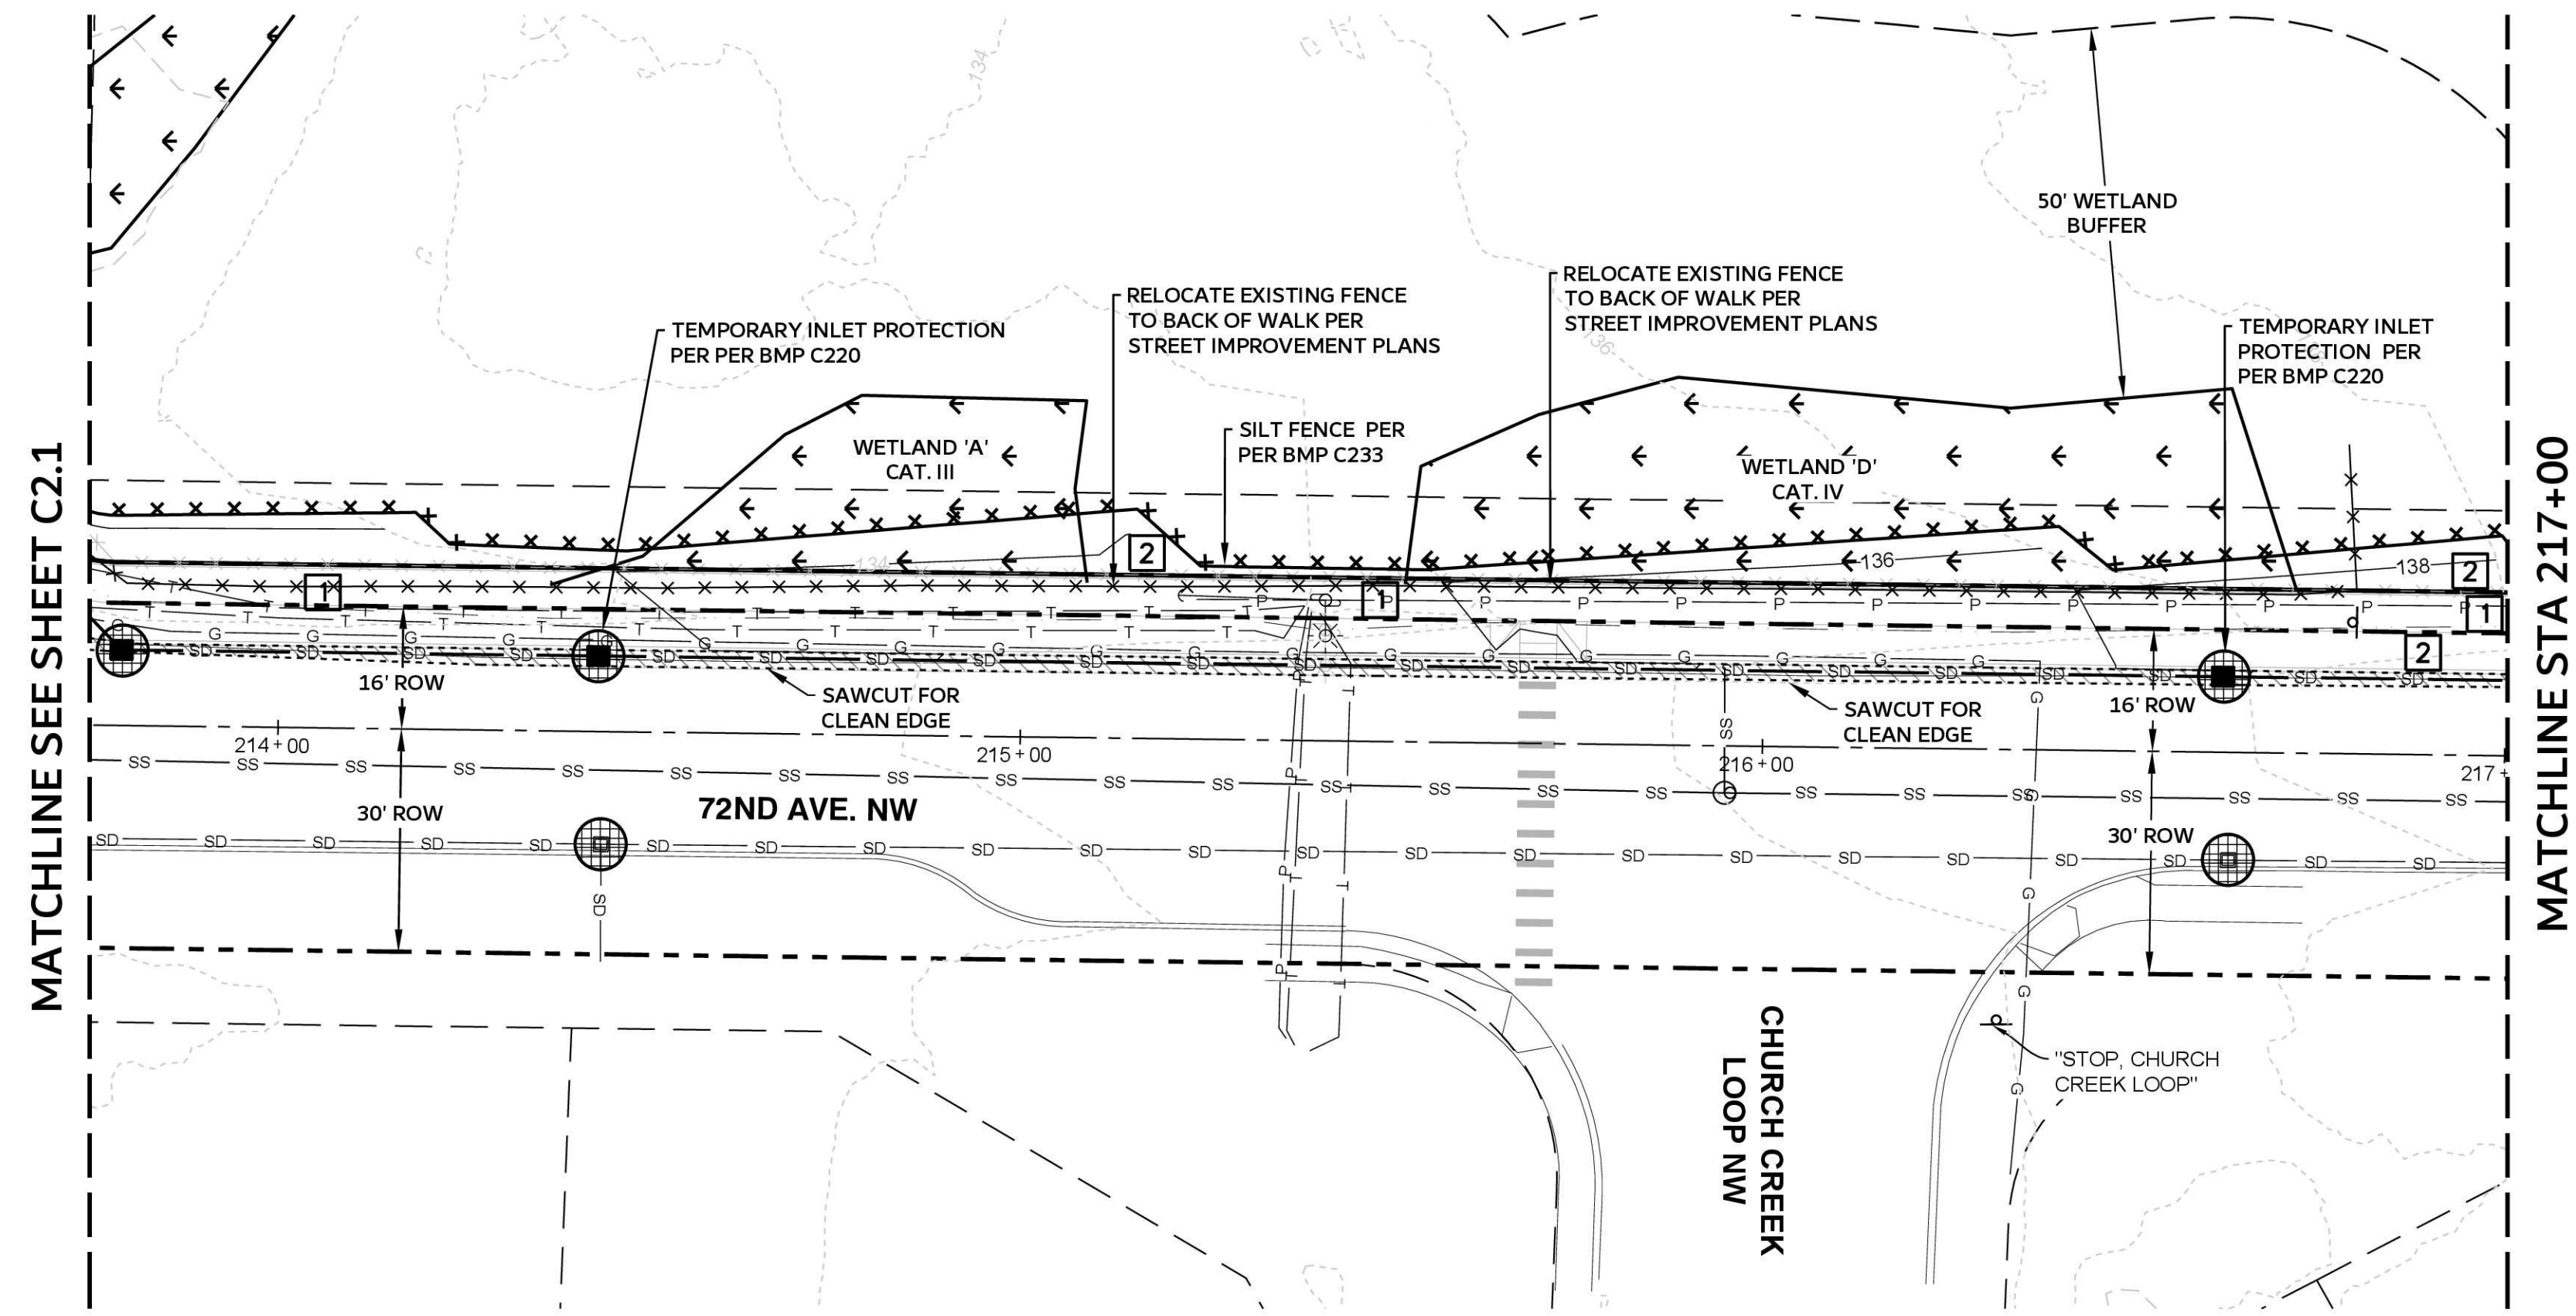 MATCHLINE SEE SHEET C2.1
134
50' WETLAND
BUFFER
RELOCATE EXISTING FENCE
TO BACK OF WALK PER
STREET IMPROVEMENT PLANS
RELOCATE EXISTING FENCE
TO BACK OF WALK PER
STREET IMPROVEMENT PLANS
TEMPORARY INLET PROTECTION
PER PER BMP C220
TEMPORARY INLET
PROTECTION PER
PER BMP C220
136
SILT FENCE PER
PER BMP C233
WETLAND 'A'
CAT. III
WETLAND 'D'
CAT. IV
2
134
136
138
2
1
1
1
2
16' ROW
SAWCUT FOR
CLEAN EDGE
SAWCUT FOR
CLEAN EDGE
16' ROW
214+00
215+00
216+00
217+
30' ROW
72ND AVE. NW
30' ROW
CHURCH CREEK
LOOP NW
"STOP, CHURCH
CREEK LOOP"
MATCHLINE STA 217+00